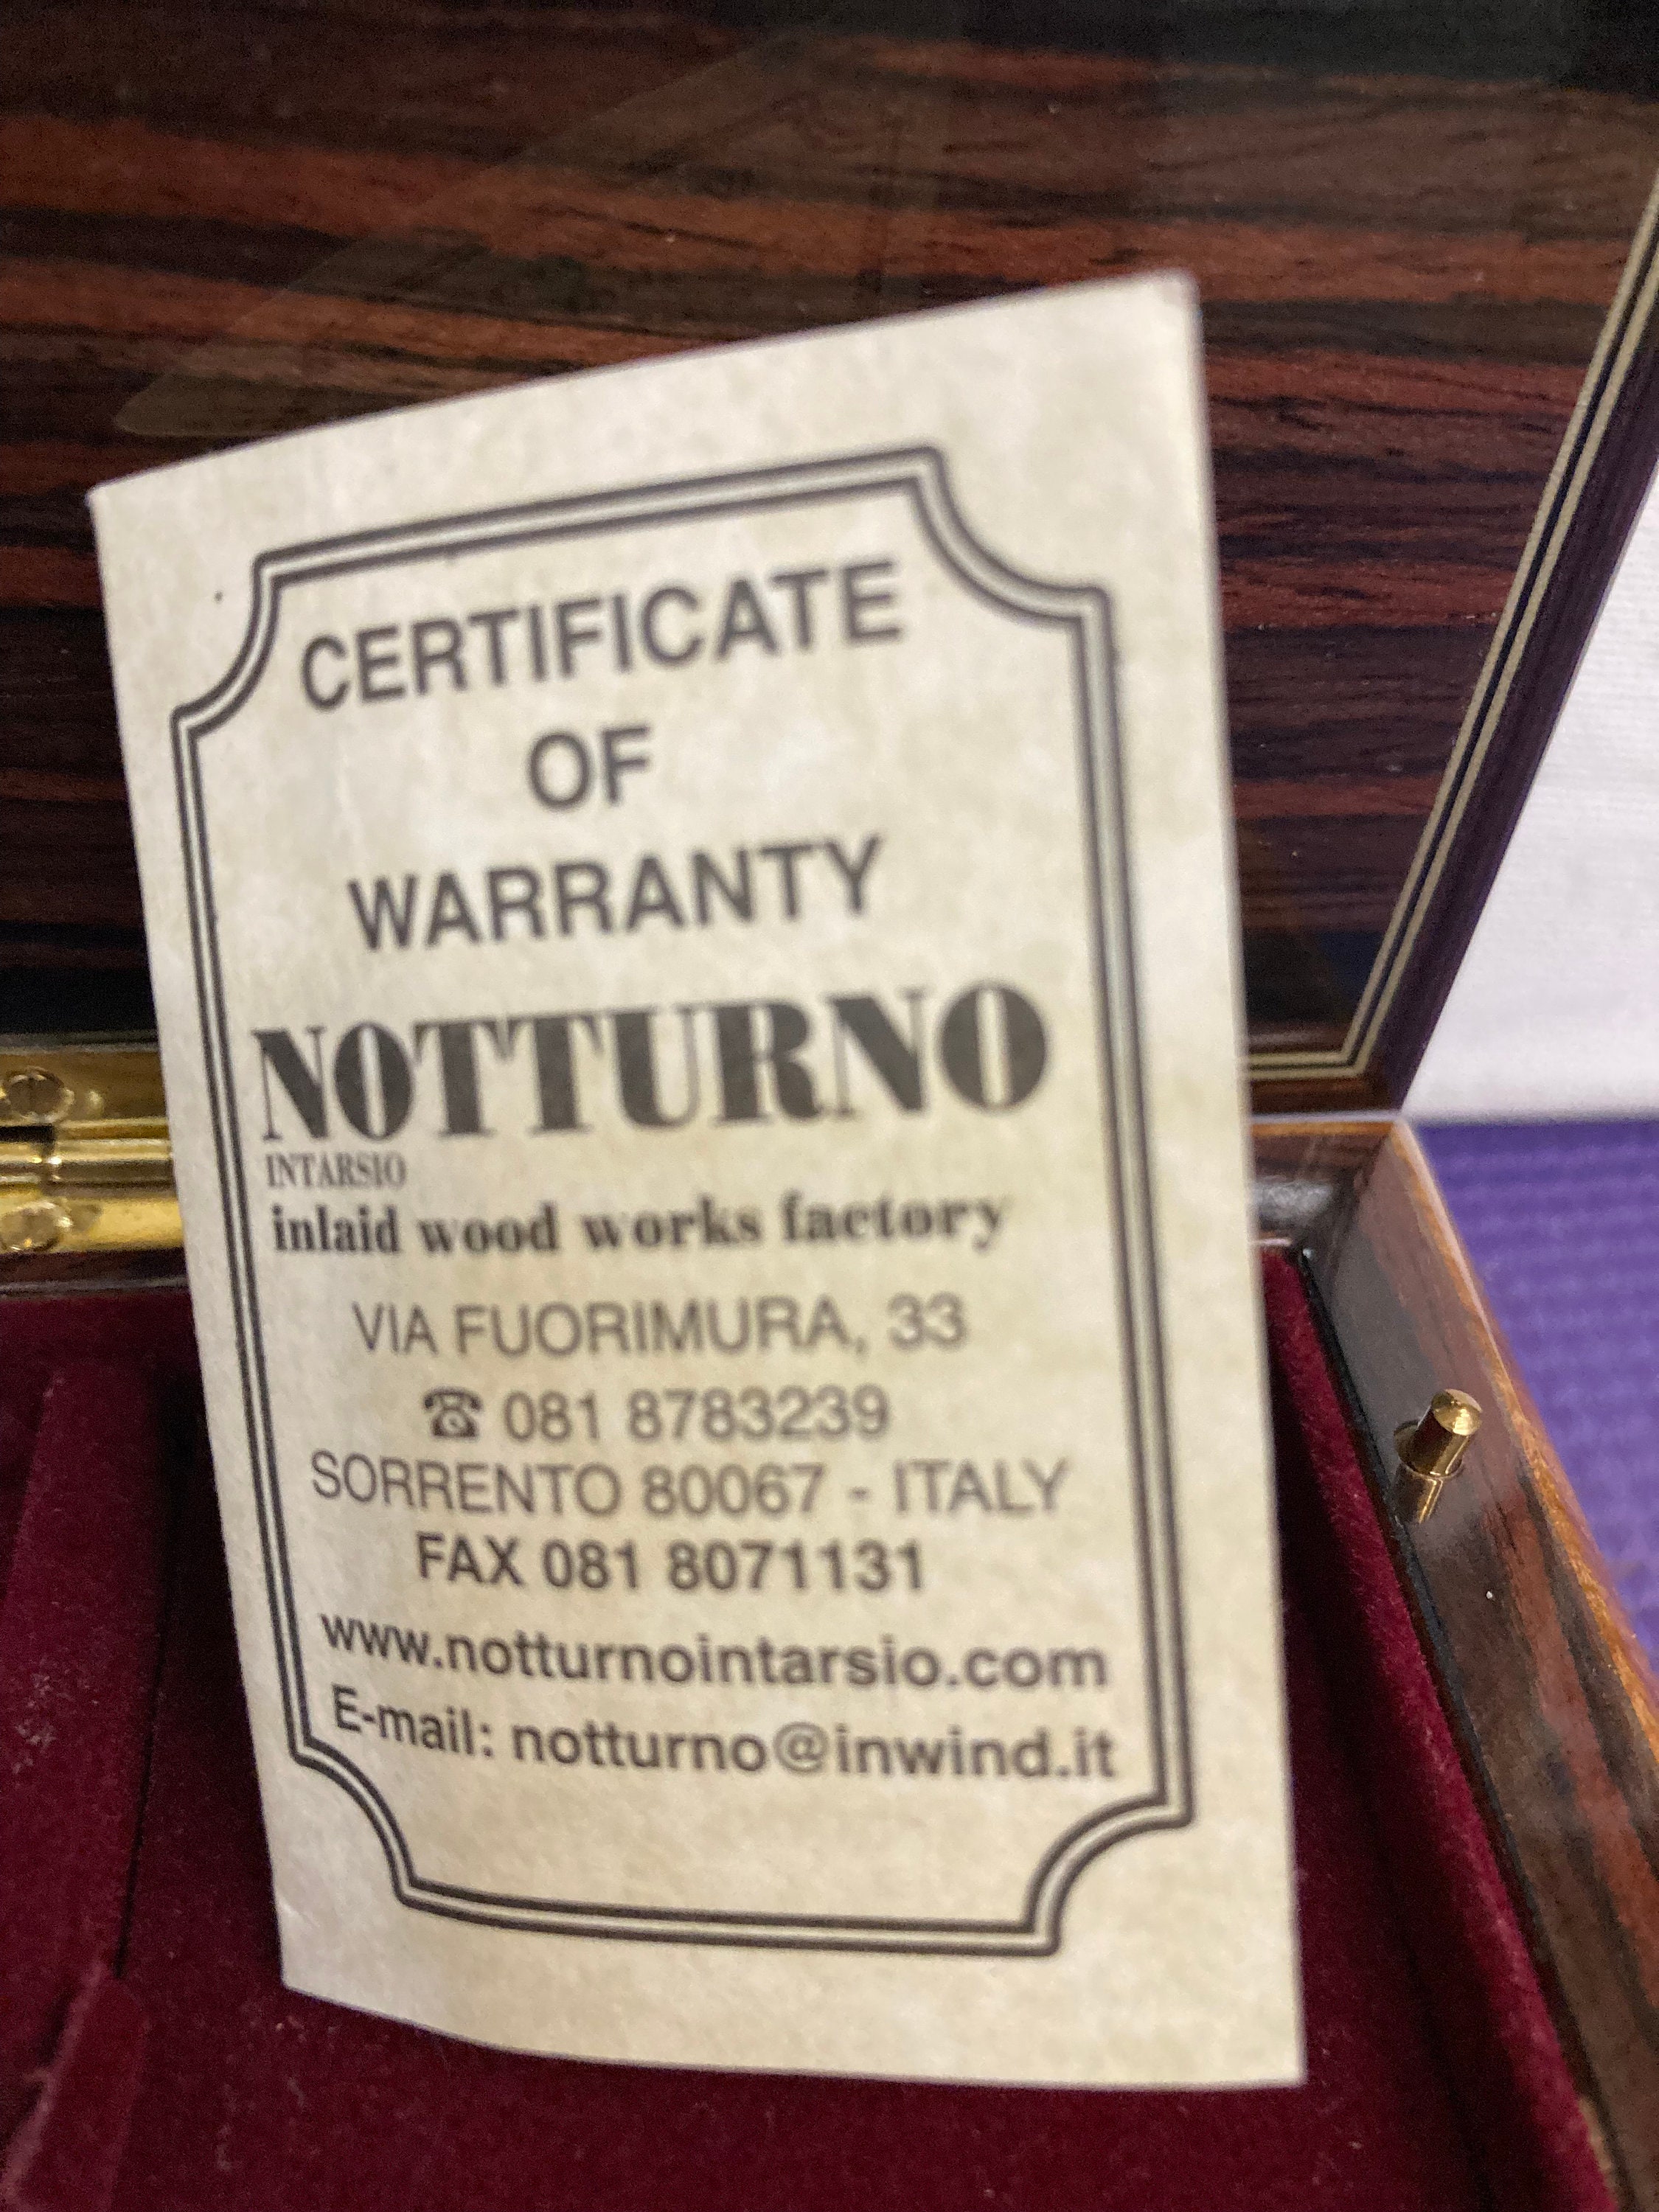 CERTIFICATE
OF
WARRANTY
NOTTURNO
INTARSIO
inlaid wood works factory
VIA FUORIMURA, 33
☎ 081 8783239
SORRENTO 80067 - ITALY
FAX 081 8071131
www.notturnointarsio.com
E-mail: notturno@inwind.it